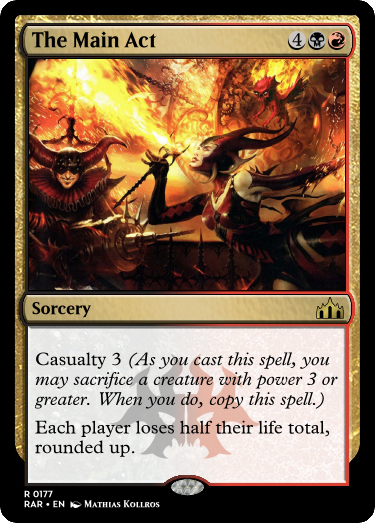 The Main Act 4
Sorcery
Casualty 3 (As you cast this spell, you
may sacrifice a creature with power 3 or
greater. When you do, copy this spell.)
Each player loses half their life total,
rounded up.
R 0177
RAR • EN Mathias Kollros